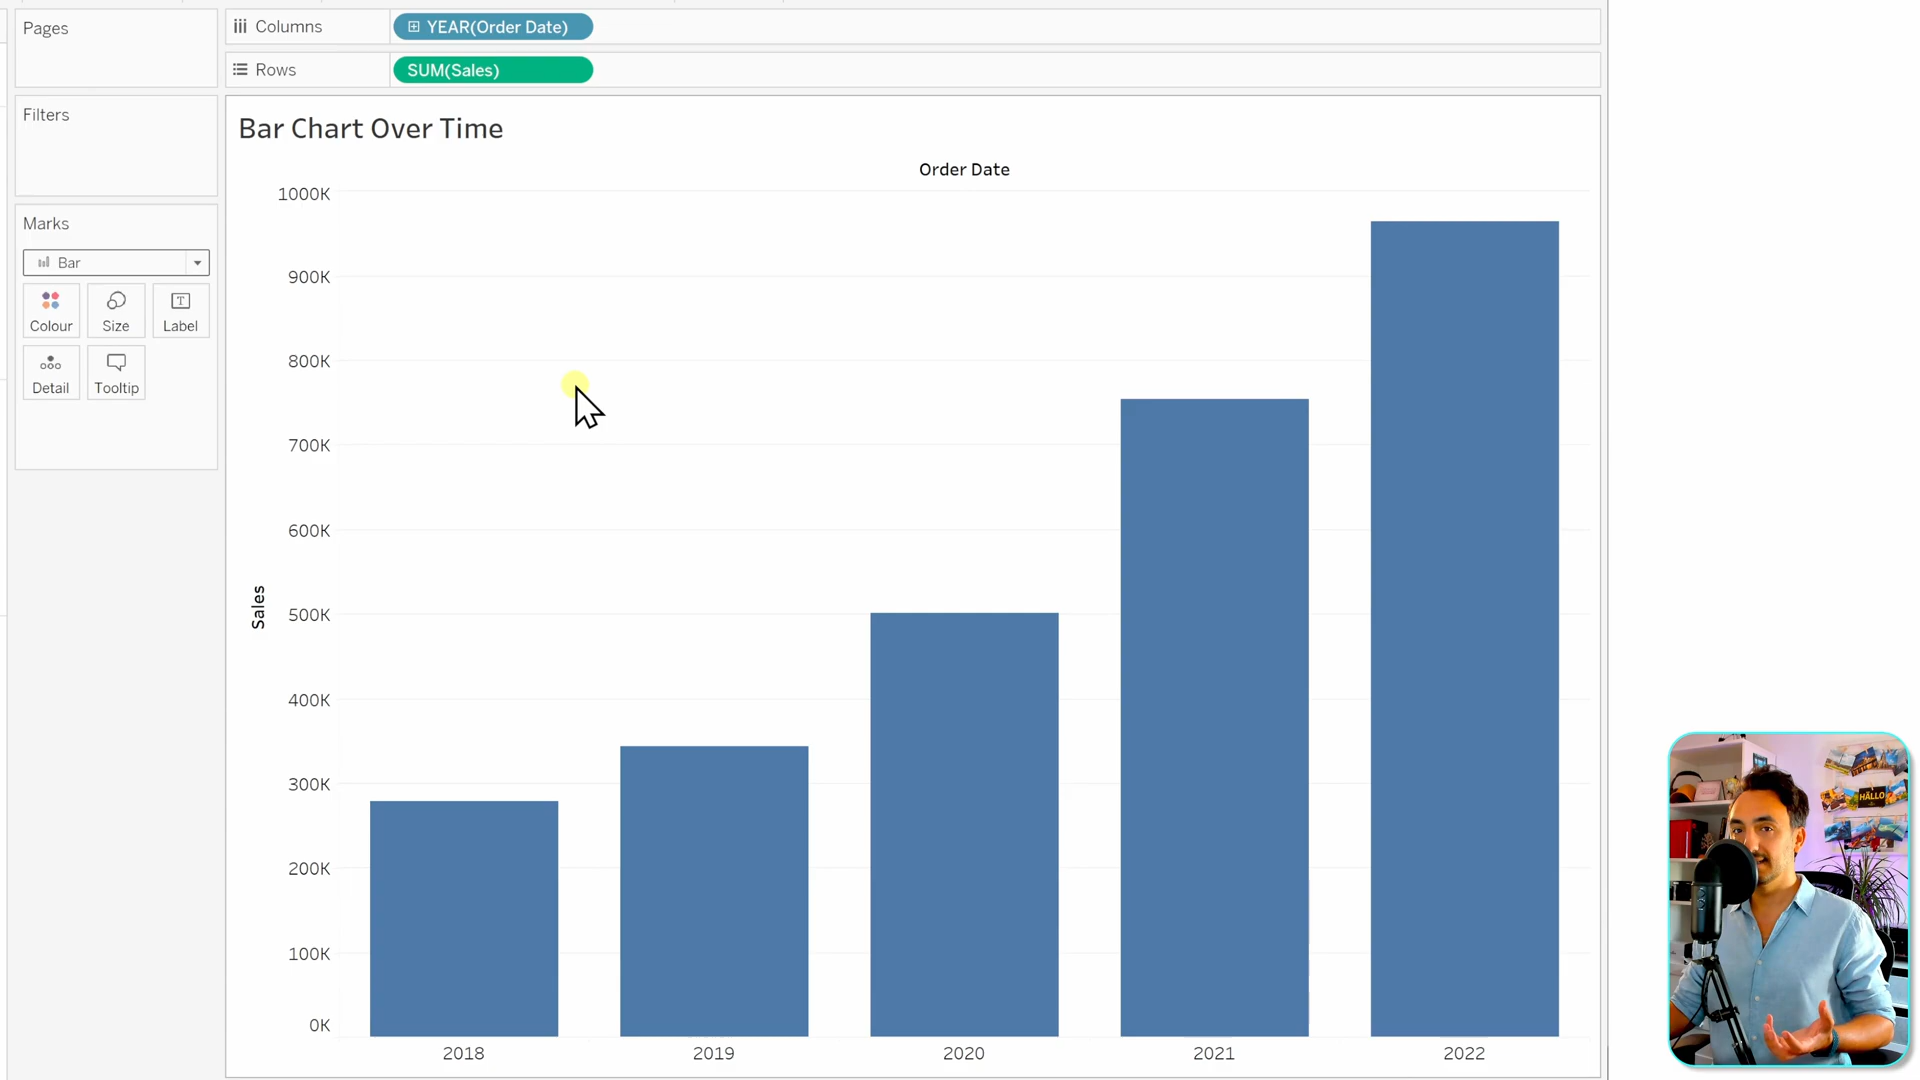 Pages
Columns
YEAR(Order Date)
Rows
SUM(Sales)
Filters
Marks
Bar
Colour
Size
Label
Detail
Tooltip
Bar Chart Over Time
Order Date
Sales
1000K
900K
800K
700K
600K
500K
400K
300K
200K
100K
0K
2018
2019
2020
2021
2022
HALLO